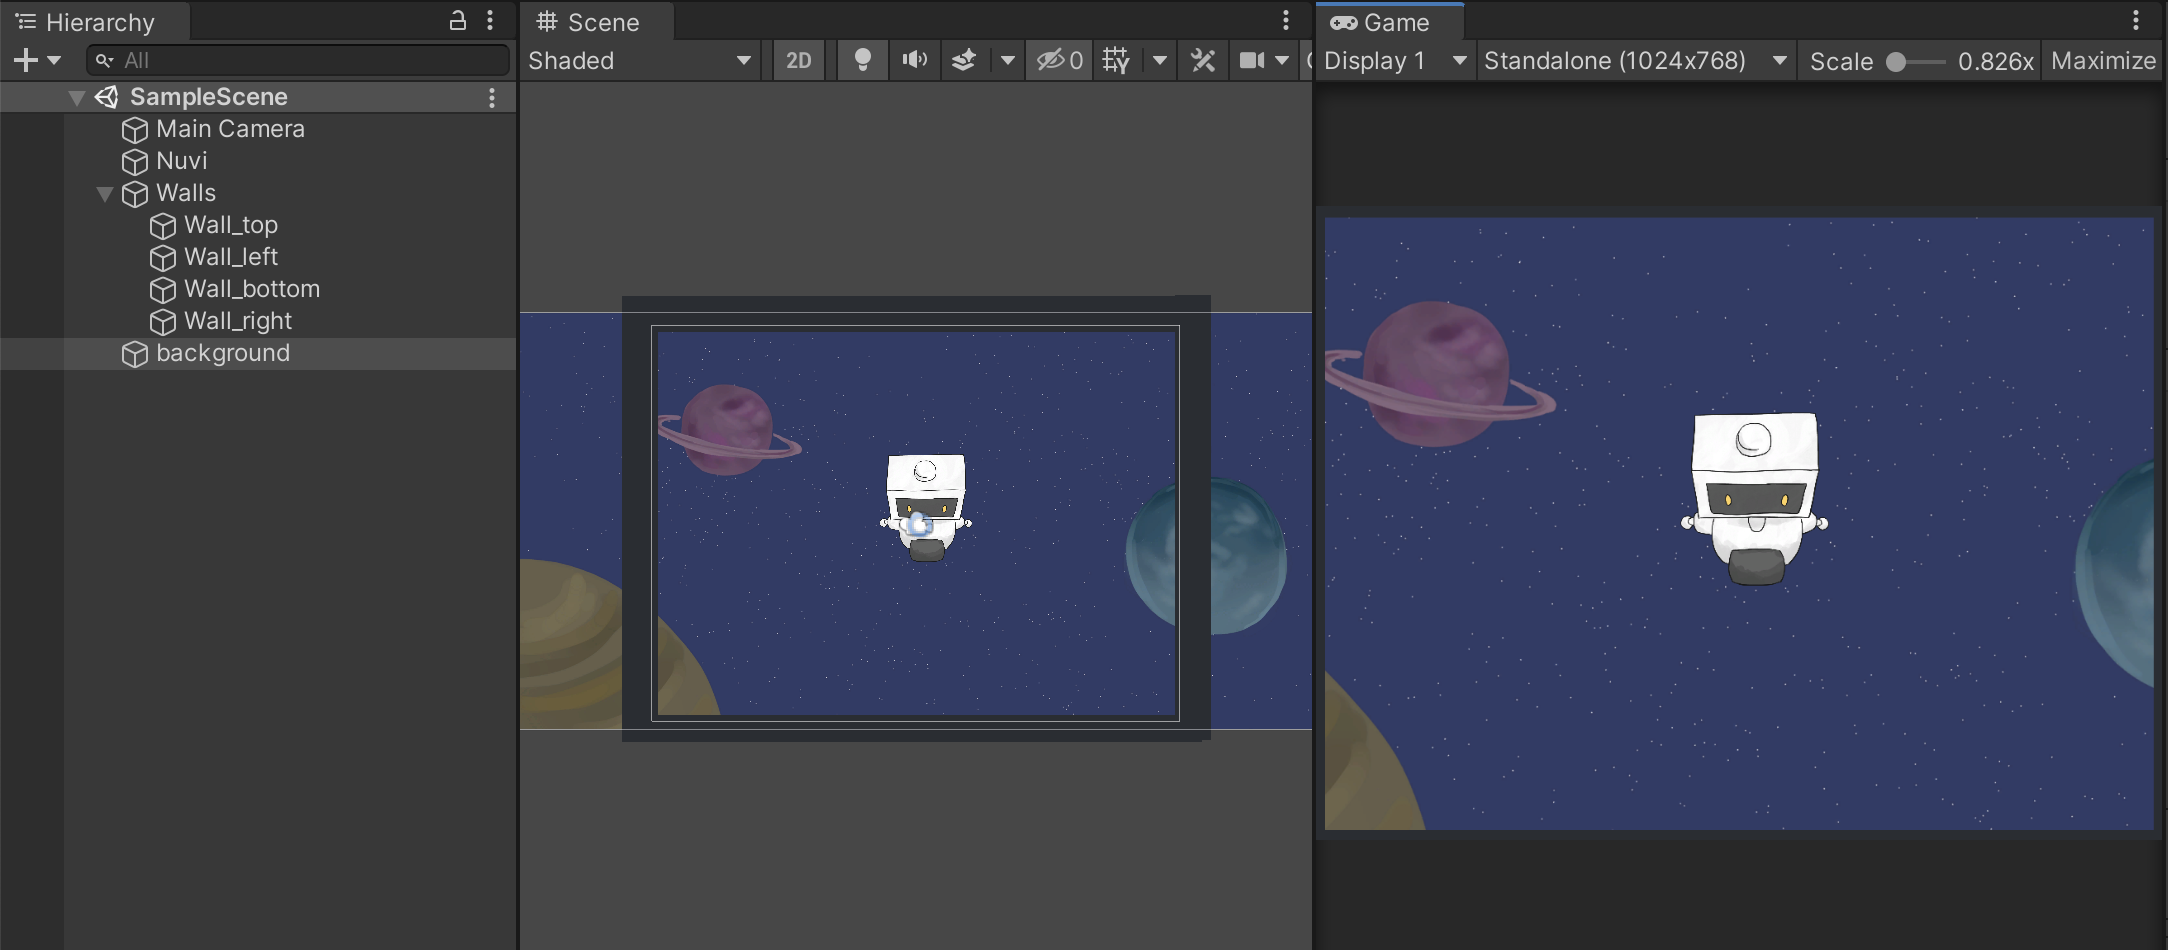 Hierarchy
All
SampleScene
Main Camera
Nuvi
Walls
Wall_top
Wall_left
Wall_bottom
Wall_right
background
Scene
Shaded
2D
0
Game
Display 1
Standalone (1024x768)
Scale
0.826x
Maximize